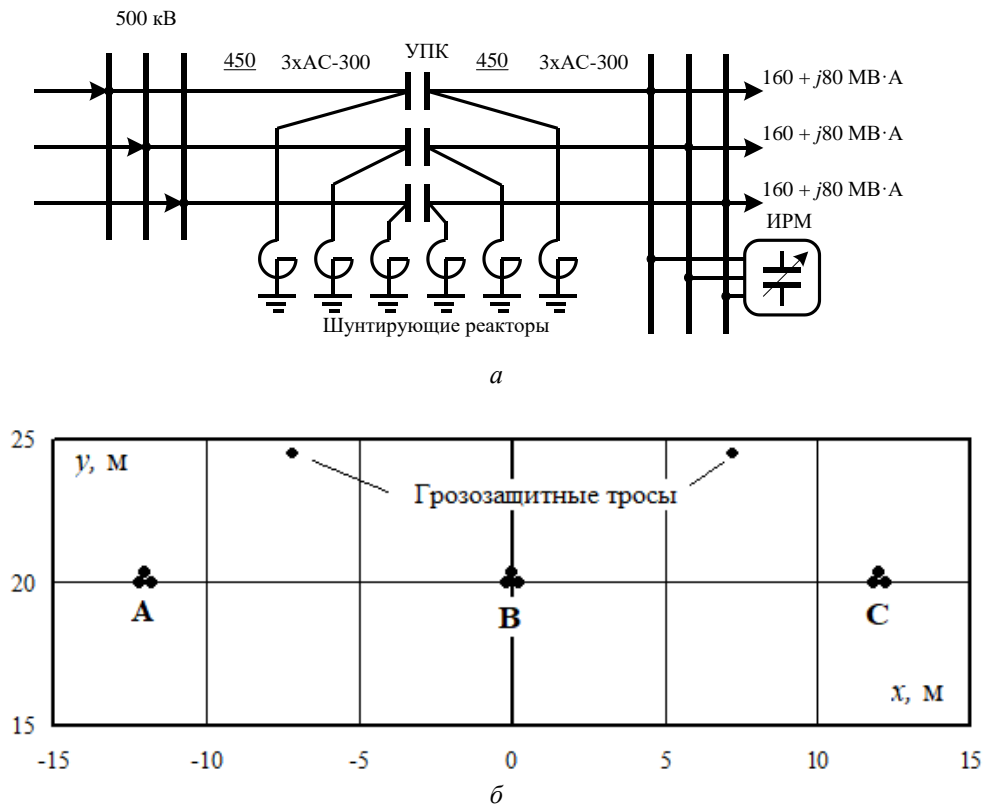 500 кВ
450 3хАС-300 УПК 450 3хАС-300
160 + j80 МВ·А
160 + j80 МВ·А
160 + j80 МВ·А
ИРМ
Шунтирующие реакторы
а
25
y, м
Грозозащитные тросы
20
А В С
x, м
15
-15 -10 -5 0 5 10 15
б